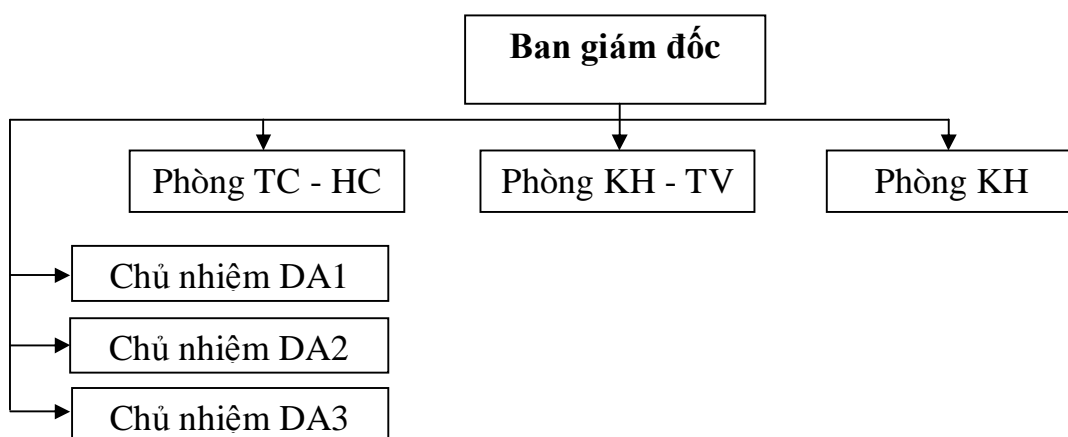 Ban giám đốc
Phòng TC - HC
Phòng KH - TV
Phòng KH
Chủ nhiệm DA1
Chủ nhiệm DA2
Chủ nhiệm DA3